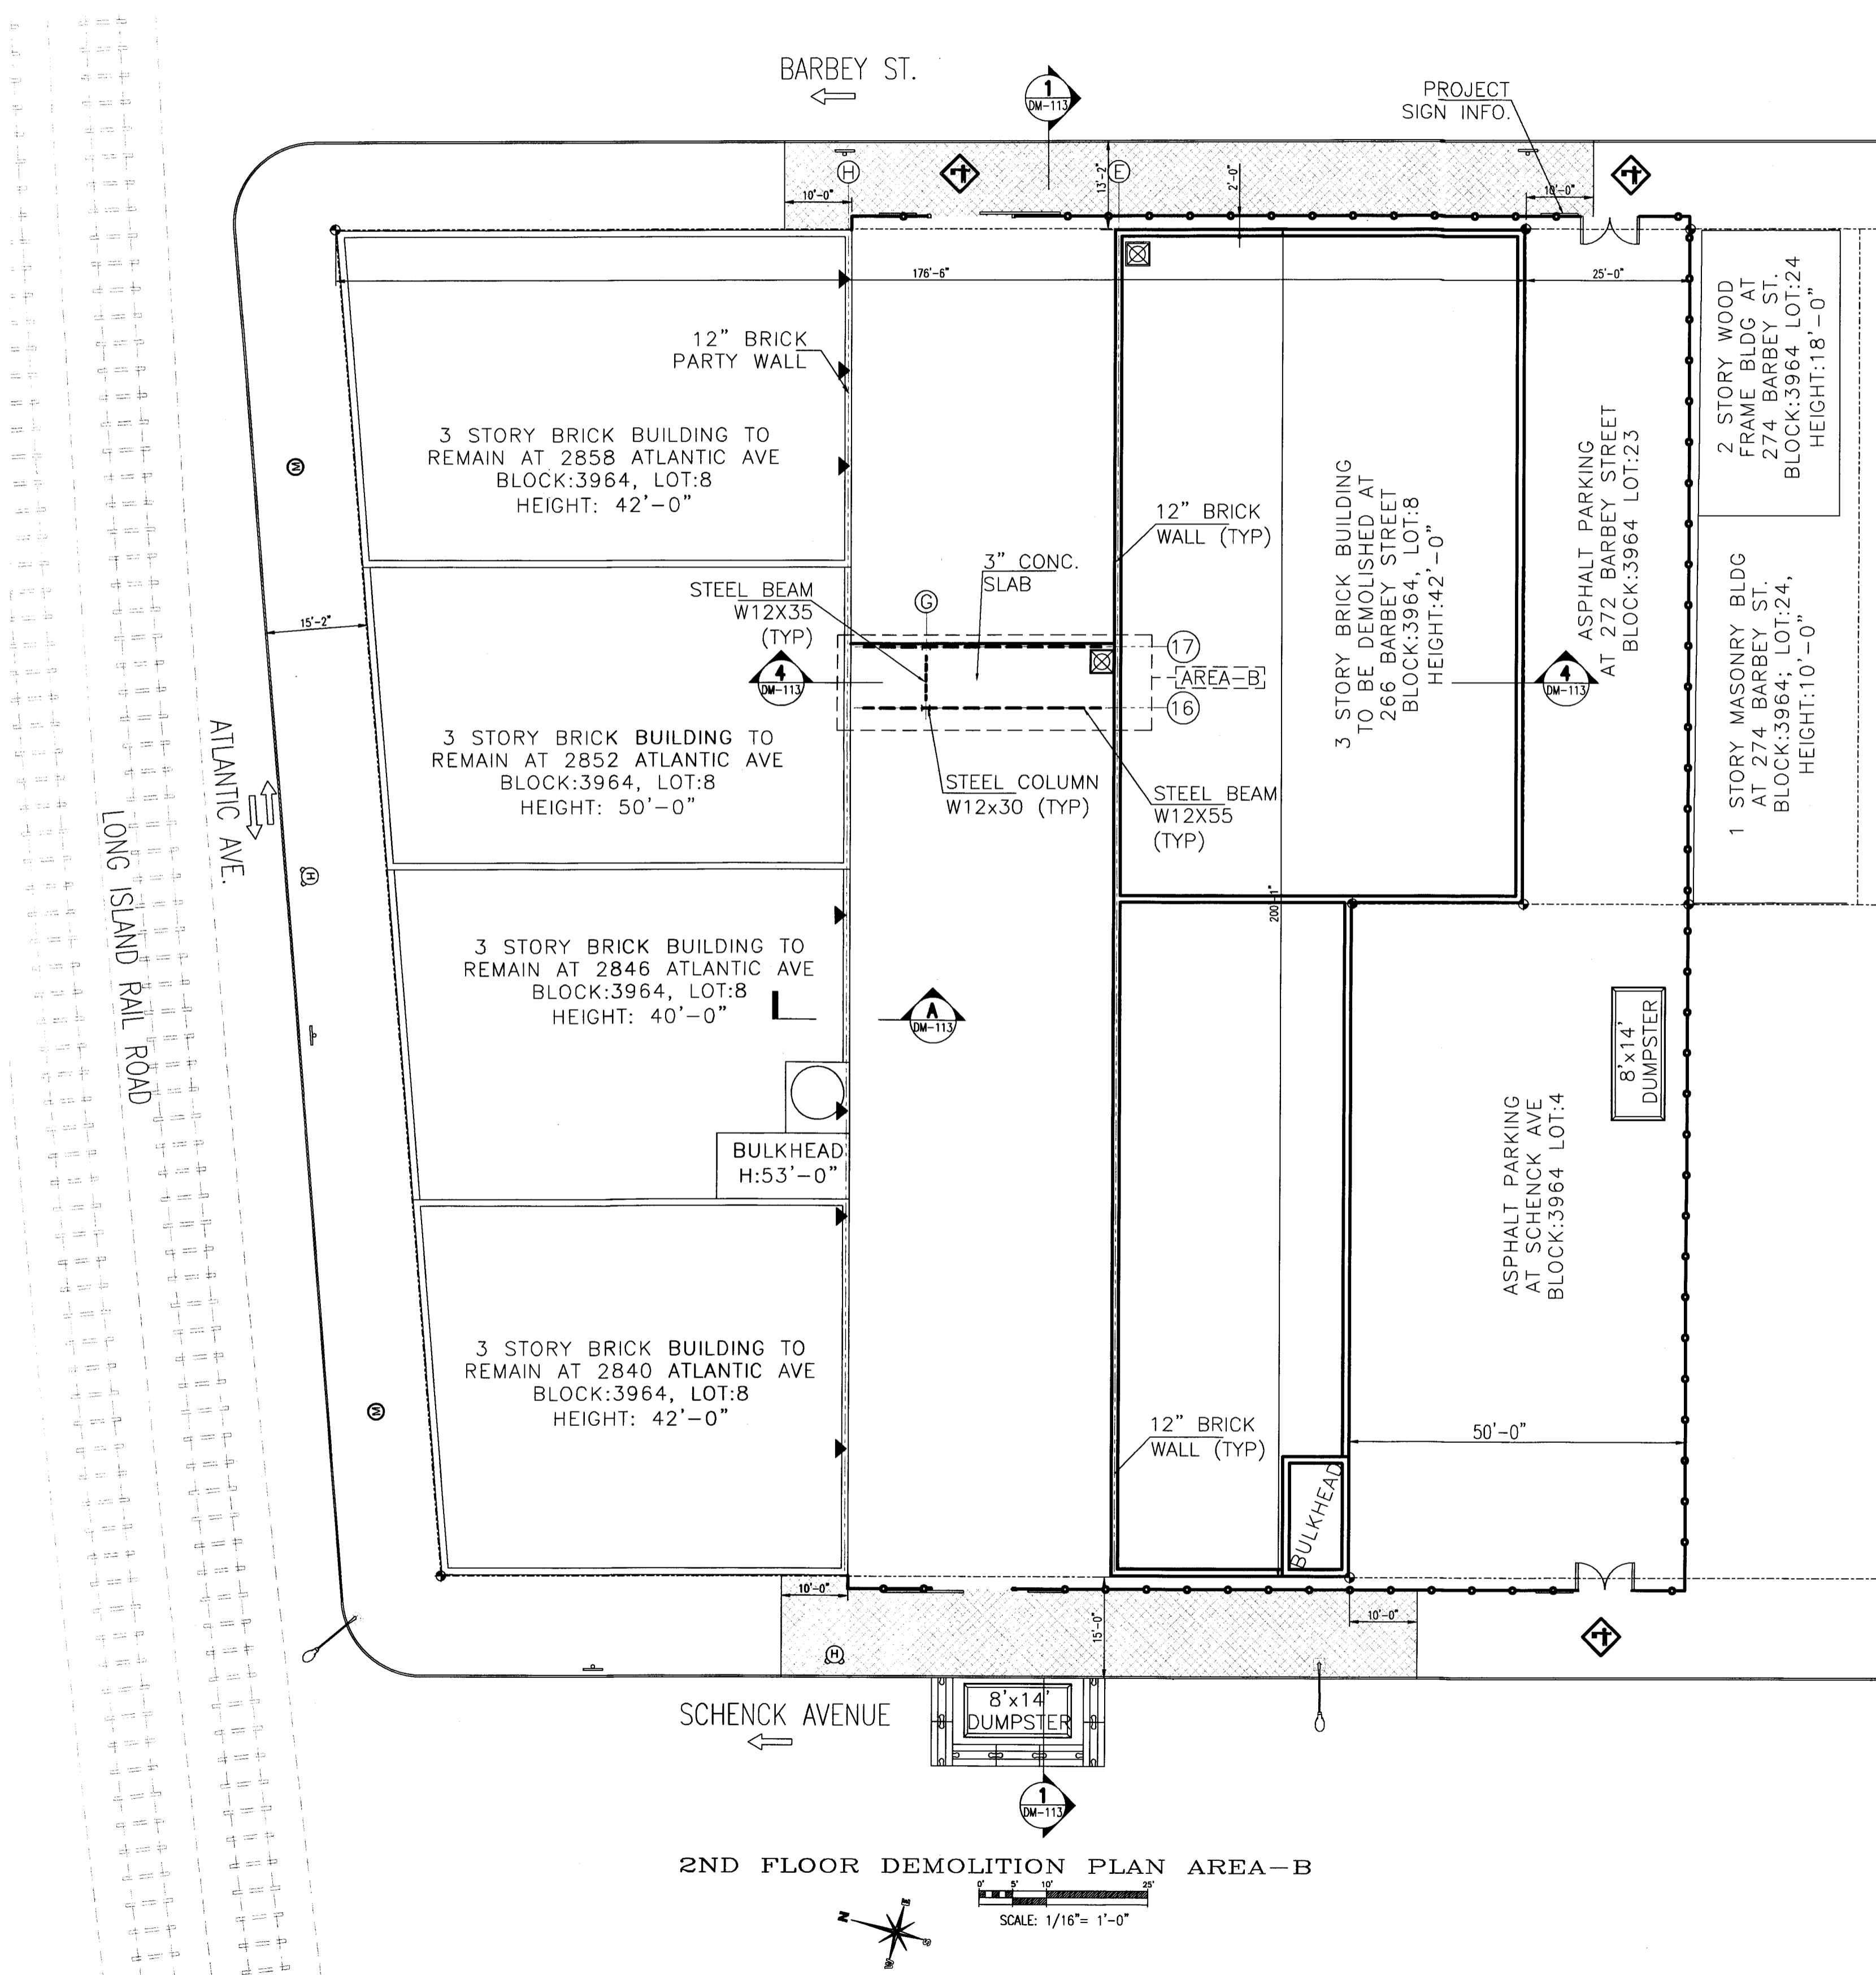 BARBEY ST.
1
DM-113
PROJECT
SIGN INFO.
H
E
13'-2"
2'-0"
10'-0"
10'-0"
176'-6"
25'-0"
12" BRICK
PARTY WALL
3 STORY BRICK BUILDING TO
REMAIN AT 2858 ATLANTIC AVE
BLOCK:3964, LOT:8
HEIGHT: 42'-0"
2 STORY WOOD
FRAME BLDG AT
274 BARBEY ST.
BLOCK:3964 LOT:24
HEIGHT:18'-0"
ASPHALT PARKING
AT 272 BARBEY STREET
BLOCK:3964 LOT:23
3 STORY BRICK BUILDING
TO BE DEMOLISHED AT
266 BARBEY STREET
BLOCK:3964, LOT:8
HEIGHT:42'-0"
12" BRICK
WALL (TYP)
1 STORY MASONRY BLDG
AT 274 BARBEY ST.
BLOCK:3964; LOT:24,
HEIGHT:10'-0"
M
15'-2"
STEEL BEAM
W12X35
(TYP)
3" CONC.
SLAB
G
17
AREA-B
16
4
DM-113
4
DM-113
3 STORY BRICK BUILDING TO
REMAIN AT 2852 ATLANTIC AVE
BLOCK:3964, LOT:8
HEIGHT: 50'-0"
STEEL COLUMN
W12x30 (TYP)
STEEL BEAM
W12X55
(TYP)
ATLANTIC AVE.
LONG ISLAND RAIL ROAD
H
200'-1"
3 STORY BRICK BUILDING TO
REMAIN AT 2846 ATLANTIC AVE
BLOCK:3964, LOT:8
HEIGHT: 40'-0"
A
DM-113
8'x14'
DUMPSTER
BULKHEAD
H:53'-0"
ASPHALT PARKING
AT SCHENCK AVE
BLOCK:3964 LOT:4
3 STORY BRICK BUILDING TO
REMAIN AT 2840 ATLANTIC AVE
BLOCK:3964, LOT:8
HEIGHT: 42'-0"
M
12" BRICK
WALL (TYP)
50'-0"
BULKHEAD
10'-0"
15'-0"
10'-0"
H
SCHENCK AVENUE
8'x14'
DUMPSTER
1
DM-113
2ND FLOOR DEMOLITION PLAN AREA-B
0' 5' 10' 25'
SCALE: 1/16"= 1'-0"
N
E
S
W